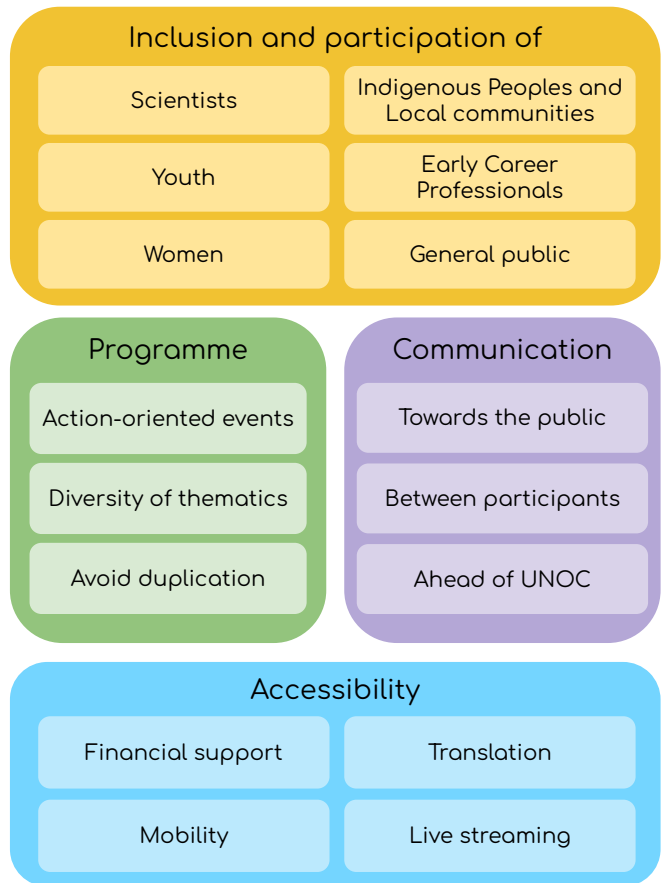 Inclusion and participation of
Scientists
Indigenous Peoples and
Local communities
Youth
Early Career
Professionals
Women
General public
Programme
Action-oriented events
Diversity of thematics
Avoid duplication
Communication
Towards the public
Between participants
Ahead of UNOC
Accessibility
Financial support
Translation
Mobility
Live streaming